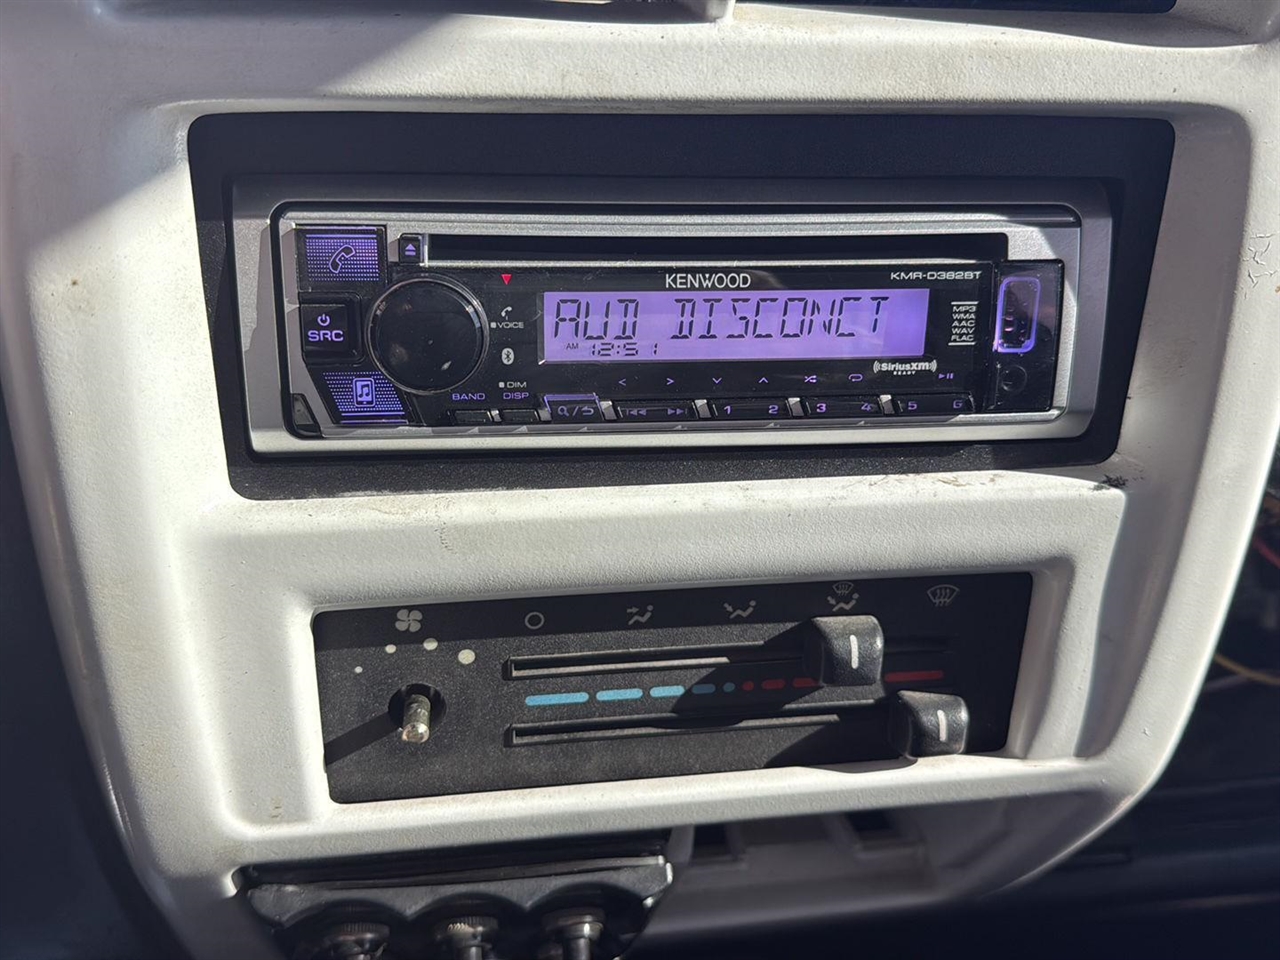 KENWOOD
KMR-D382BT
SRC
VOICE
AUD DISCONCT
AM 12:51
MP3
WMA
AAC
WAV
FLAC
((SiriusXM))
READY
DIM
BAND DISP
1 2 3 4 5 6